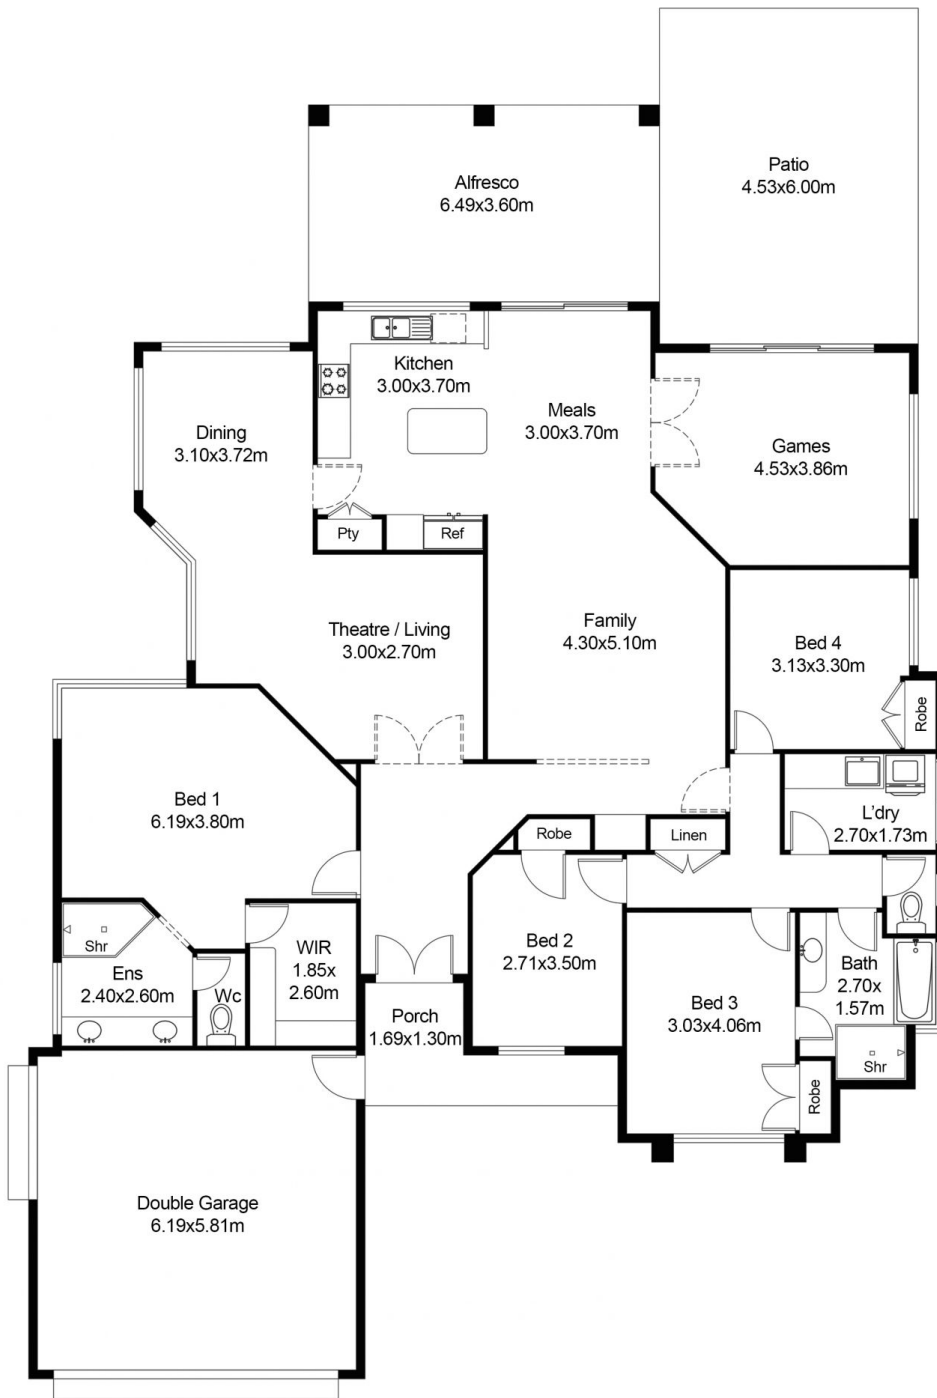 Patio
4.53x6.00m
Alfresco
6.49x3.60m
Kitchen
3.00x3.70m
Meals
3.00x3.70m
Dining
3.10x3.72m
Games
4.53x3.86m
Pty
Ref
Theatre / Living
3.00x2.70m
Family
4.30x5.10m
Bed 4
3.13x3.30m
Robe
Bed 1
6.19x3.80m
L'dry
2.70x1.73m
Robe
Linen
Shr
Ens
2.40x2.60m
Wc
WIR
1.85x
2.60m
Bed 2
2.71x3.50m
Bath
2.70x
1.57m
Porch
1.69x1.30m
Bed 3
3.03x4.06m
Shr
Robe
Double Garage
6.19x5.81m